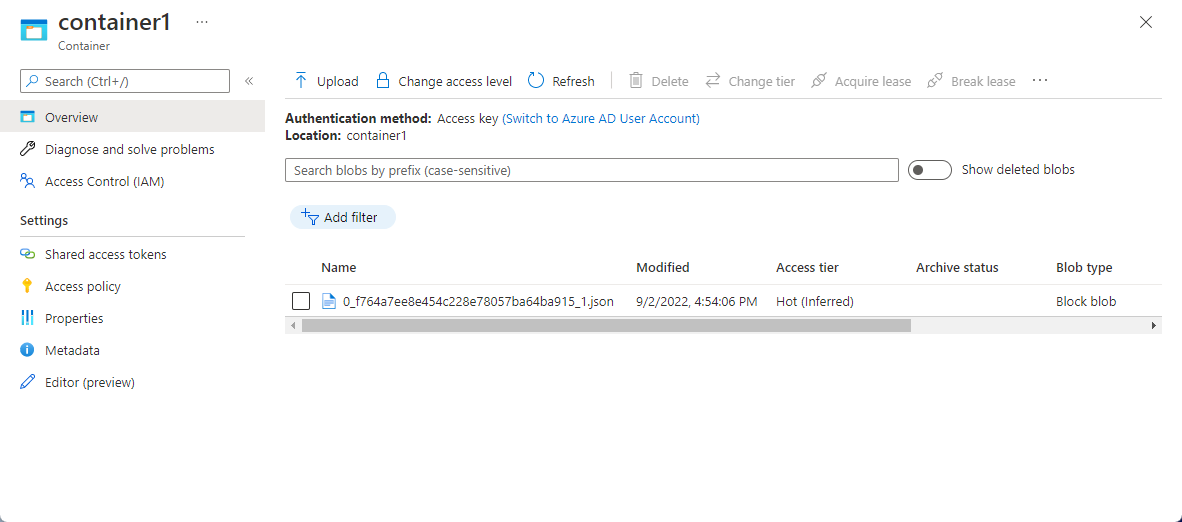 container1 ...
Container
Search (Ctrl+/) «
Overview
Diagnose and solve problems
Access Control (IAM)
Settings
Shared access tokens
Access policy
Properties
Metadata
Editor (preview)
Upload Change access level Refresh Delete Change tier Acquire lease Break lease ...
Authentication method: Access key (Switch to Azure AD User Account)
Location: container1
Search blobs by prefix (case-sensitive) Show deleted blobs
Add filter
Name Modified Access tier Archive status Blob type
0_f764a7ee8e454c228e78057ba64ba915_1.json 9/2/2022, 4:54:06 PM Hot (Inferred) Block blob